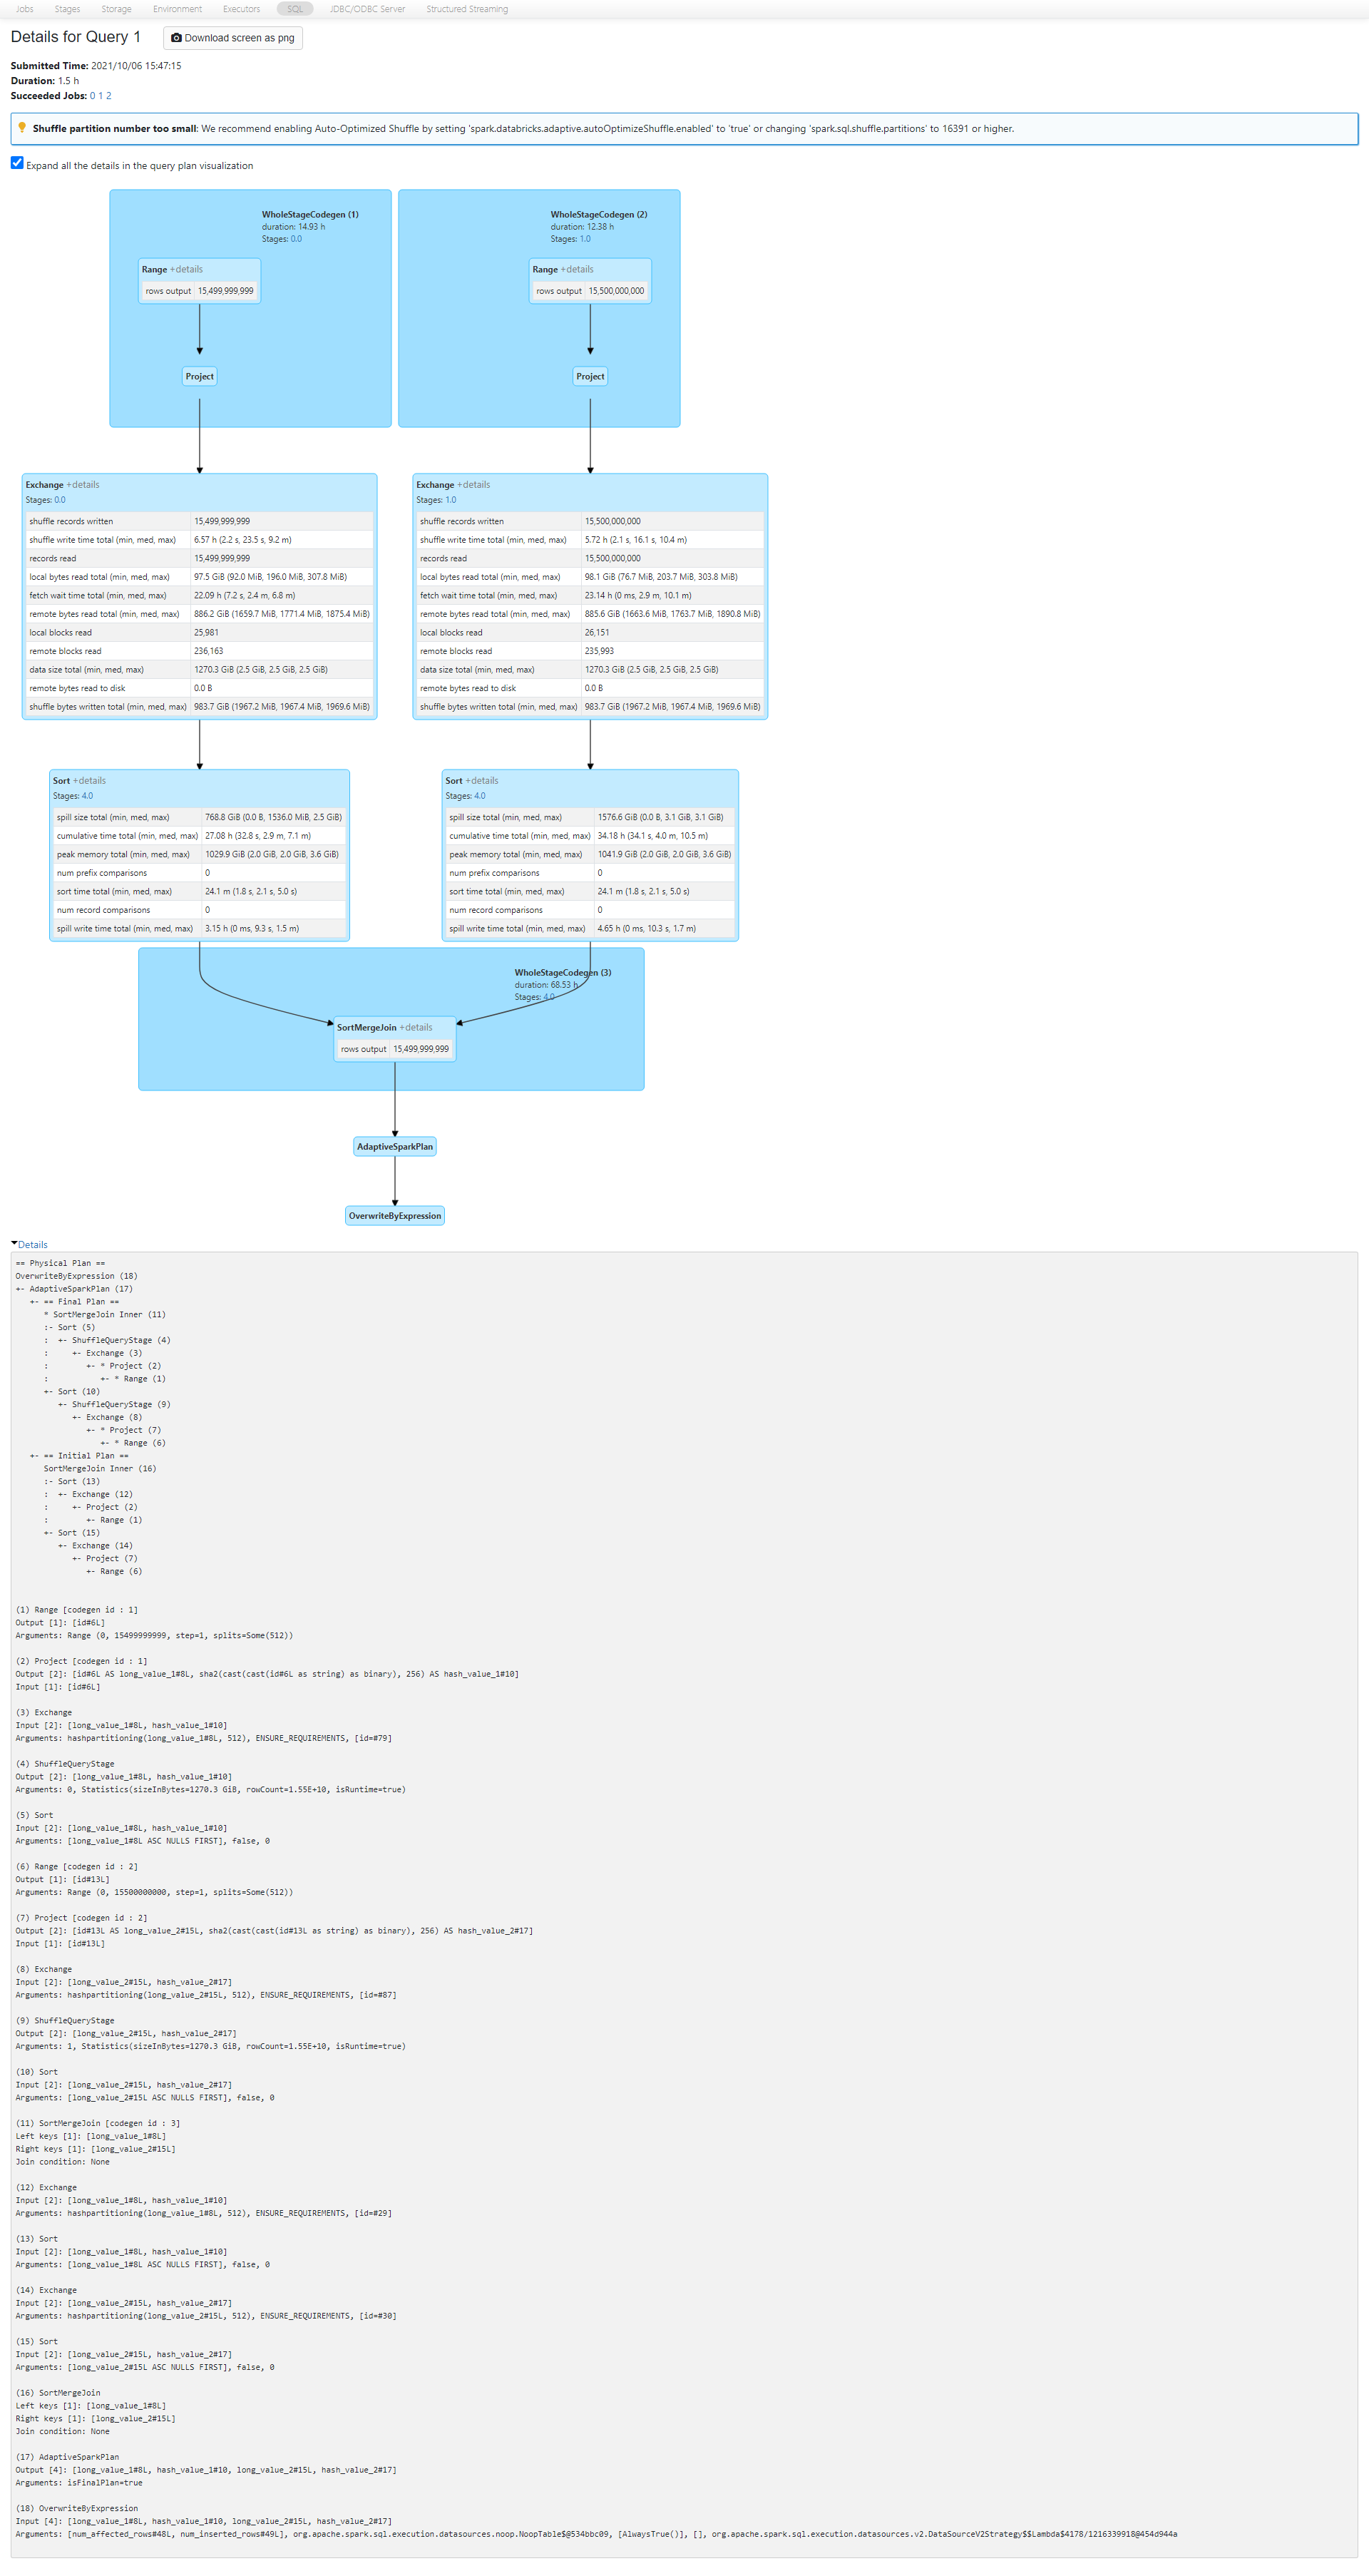 Jobs Stages Storage Environment Executors SQL JDBC/ODBC Server Structured Streaming
Details for Query 1 Download screen as png
Submitted Time: 2021/10/06 15:47:15
Duration: 1.5 h
Succeeded Jobs: 0 1 2
Shuffle partition number too small: We recommend enabling Auto-Optimized Shuffle by setting 'spark.databricks.adaptive.autoOptimizeShuffle.enabled' to 'true' or changing 'spark.sql.shuffle.partitions' to 16391 or higher.
Expand all the details in the query plan visualization
WholeStageCodegen (1)
duration: 14.93 h
Stages: 0.0
Range +details
rows output 15,499,999,999
Project
WholeStageCodegen (2)
duration: 12.38 h
Stages: 1.0
Range +details
rows output 15,500,000,000
Project
Exchange +details
Stages: 0.0
shuffle records written 15,499,999,999
shuffle write time total (min, med, max) 6.57 h (2.2 s, 23.5 s, 9.2 m)
records read 15,499,999,999
local bytes read total (min, med, max) 97.5 GiB (92.0 MiB, 196.0 MiB, 307.8 MiB)
fetch wait time total (min, med, max) 22.09 h (7.2 s, 2.4 m, 6.8 m)
remote bytes read total (min, med, max) 886.2 GiB (1659.7 MiB, 1771.4 MiB, 1875.4 MiB)
local blocks read 25,981
remote blocks read 236,163
data size total (min, med, max) 1270.3 GiB (2.5 GiB, 2.5 GiB, 2.5 GiB)
remote bytes read to disk 0.0 B
shuffle bytes written total (min, med, max) 983.7 GiB (1967.2 MiB, 1967.4 MiB, 1969.6 MiB)
Exchange +details
Stages: 1.0
shuffle records written 15,500,000,000
shuffle write time total (min, med, max) 5.72 h (2.1 s, 16.1 s, 10.4 m)
records read 15,500,000,000
local bytes read total (min, med, max) 98.1 GiB (76.7 MiB, 203.7 MiB, 303.8 MiB)
fetch wait time total (min, med, max) 23.14 h (0 ms, 2.9 m, 10.1 m)
remote bytes read total (min, med, max) 885.6 GiB (1663.6 MiB, 1763.7 MiB, 1890.8 MiB)
local blocks read 26,151
remote blocks read 235,993
data size total (min, med, max) 1270.3 GiB (2.5 GiB, 2.5 GiB, 2.5 GiB)
remote bytes read to disk 0.0 B
shuffle bytes written total (min, med, max) 983.7 GiB (1967.2 MiB, 1967.4 MiB, 1969.6 MiB)
Sort +details
Stages: 4.0
spill size total (min, med, max) 768.8 GiB (0.0 B, 1536.0 MiB, 2.5 GiB)
cumulative time total (min, med, max) 27.08 h (32.8 s, 2.9 m, 7.1 m)
peak memory total (min, med, max) 1029.9 GiB (2.0 GiB, 2.0 GiB, 3.6 GiB)
num prefix comparisons 0
sort time total (min, med, max) 24.1 m (1.8 s, 2.1 s, 5.0 s)
num record comparisons 0
spill write time total (min, med, max) 3.15 h (0 ms, 9.3 s, 1.5 m)
Sort +details
Stages: 4.0
spill size total (min, med, max) 1576.6 GiB (0.0 B, 3.1 GiB, 3.1 GiB)
cumulative time total (min, med, max) 34.18 h (34.1 s, 4.0 m, 10.5 m)
peak memory total (min, med, max) 1041.9 GiB (2.0 GiB, 2.0 GiB, 3.6 GiB)
num prefix comparisons 0
sort time total (min, med, max) 24.1 m (1.8 s, 2.1 s, 5.0 s)
num record comparisons 0
spill write time total (min, med, max) 4.65 h (0 ms, 10.3 s, 1.7 m)
WholeStageCodegen (3)
duration: 68.53 h
Stages: 4.0
SortMergeJoin +details
rows output 15,499,999,999
AdaptiveSparkPlan
OverwriteByExpression
Details
== Physical Plan ==
OverwriteByExpression (18)
+- AdaptiveSparkPlan (17)
   +- == Final Plan ==
      * SortMergeJoin Inner (11)
      :- Sort (5)
      :  +- ShuffleQueryStage (4)
      :     +- Exchange (3)
      :        +- * Project (2)
      :           +- * Range (1)
      +- Sort (10)
         +- ShuffleQueryStage (9)
            +- Exchange (8)
               +- * Project (7)
                  +- * Range (6)
   +- == Initial Plan ==
      SortMergeJoin Inner (16)
      :- Sort (13)
      :  +- Exchange (12)
      :     +- Project (2)
      :        +- Range (1)
      +- Sort (15)
         +- Exchange (14)
            +- Project (7)
               +- Range (6)
(1) Range [codegen id : 1]
Output [1]: [id#6L]
Arguments: Range (0, 15499999999, step=1, splits=Some(512))
(2) Project [codegen id : 1]
Output [2]: [id#6L AS long_value_1#8L, sha2(cast(cast(id#6L as string) as binary), 256) AS hash_value_1#10]
Input [1]: [id#6L]
(3) Exchange
Input [2]: [long_value_1#8L, hash_value_1#10]
Arguments: hashpartitioning(long_value_1#8L, 512), ENSURE_REQUIREMENTS, [id=#79]
(4) ShuffleQueryStage
Output [2]: [long_value_1#8L, hash_value_1#10]
Arguments: 0, Statistics(sizeInBytes=1270.3 GiB, rowCount=1.55E+10, isRuntime=true)
(5) Sort
Input [2]: [long_value_1#8L, hash_value_1#10]
Arguments: [long_value_1#8L ASC NULLS FIRST], false, 0
(6) Range [codegen id : 2]
Output [1]: [id#13L]
Arguments: Range (0, 15500000000, step=1, splits=Some(512))
(7) Project [codegen id : 2]
Output [2]: [id#13L AS long_value_2#15L, sha2(cast(cast(id#13L as string) as binary), 256) AS hash_value_2#17]
Input [1]: [id#13L]
(8) Exchange
Input [2]: [long_value_2#15L, hash_value_2#17]
Arguments: hashpartitioning(long_value_2#15L, 512), ENSURE_REQUIREMENTS, [id=#87]
(9) ShuffleQueryStage
Output [2]: [long_value_2#15L, hash_value_2#17]
Arguments: 1, Statistics(sizeInBytes=1270.3 GiB, rowCount=1.55E+10, isRuntime=true)
(10) Sort
Input [2]: [long_value_2#15L, hash_value_2#17]
Arguments: [long_value_2#15L ASC NULLS FIRST], false, 0
(11) SortMergeJoin [codegen id : 3]
Left keys [1]: [long_value_1#8L]
Right keys [1]: [long_value_2#15L]
Join condition: None
(12) Exchange
Input [2]: [long_value_1#8L, hash_value_1#10]
Arguments: hashpartitioning(long_value_1#8L, 512), ENSURE_REQUIREMENTS, [id=#29]
(13) Sort
Input [2]: [long_value_1#8L, hash_value_1#10]
Arguments: [long_value_1#8L ASC NULLS FIRST], false, 0
(14) Exchange
Input [2]: [long_value_2#15L, hash_value_2#17]
Arguments: hashpartitioning(long_value_2#15L, 512), ENSURE_REQUIREMENTS, [id=#30]
(15) Sort
Input [2]: [long_value_2#15L, hash_value_2#17]
Arguments: [long_value_2#15L ASC NULLS FIRST], false, 0
(16) SortMergeJoin
Left keys [1]: [long_value_1#8L]
Right keys [1]: [long_value_2#15L]
Join condition: None
(17) AdaptiveSparkPlan
Output [4]: [long_value_1#8L, hash_value_1#10, long_value_2#15L, hash_value_2#17]
Arguments: isFinalPlan=true
(18) OverwriteByExpression
Input [4]: [long_value_1#8L, hash_value_1#10, long_value_2#15L, hash_value_2#17]
Arguments: [num_affected_rows#48L, num_inserted_rows#49L], org.apache.spark.sql.execution.datasources.noop.NoopTable$@534bbc09, [AlwaysTrue()], [], org.apache.spark.sql.execution.datasources.v2.DataSourceV2Strategy$$Lambda$4178/1216339918@454d944a